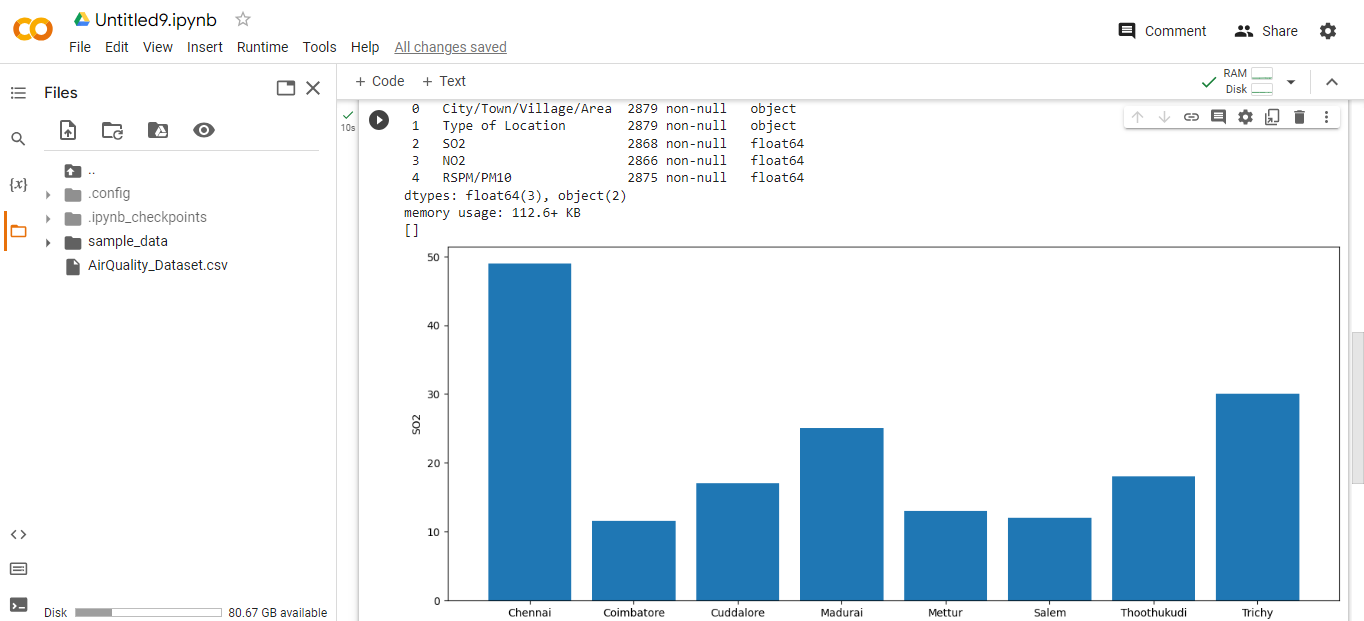 Untitled9.ipynb
File Edit View Insert Runtime Tools Help All changes saved
Comment Share
Files
+ Code + Text
RAM
Disk
..
.config
.ipynb_checkpoints
sample_data
AirQuality_Dataset.csv
{x}
Disk 80.67 GB available
10s
0 City/Town/Village/Area 2879 non-null object
1 Type of Location 2879 non-null object
2 SO2 2868 non-null float64
3 NO2 2866 non-null float64
4 RSPM/PM10 2875 non-null float64
dtypes: float64(3), object(2)
memory usage: 112.6+ KB
[]
50
40
30
20
10
0
SO2
Chennai Coimbatore Cuddalore Madurai Mettur Salem Thoothukudi Trichy